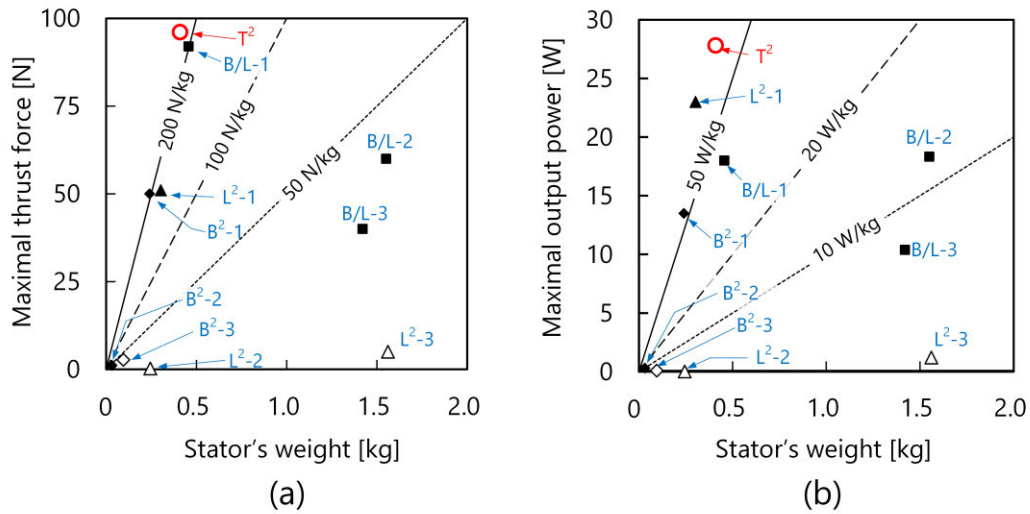 Maximal thrust force [N]
100
75
50
25
0
0
0.5
1.0
1.5
2.0
Stator's weight [kg]
(a)
200 N/kg
100 N/kg
50 N/kg
T²
B/L-1
B/L-2
L²-1
B²-1
B/L-3
B²-2
B²-3
L²-2
L²-3
Maximal output power [W]
30
25
20
15
10
5
0
0
0.5
1.0
1.5
2.0
Stator's weight [kg]
(b)
50 W/kg
20 W/kg
10 W/kg
T²
L²-1
B/L-2
B/L-1
B²-1
B/L-3
B²-2
B²-3
L²-2
L²-3